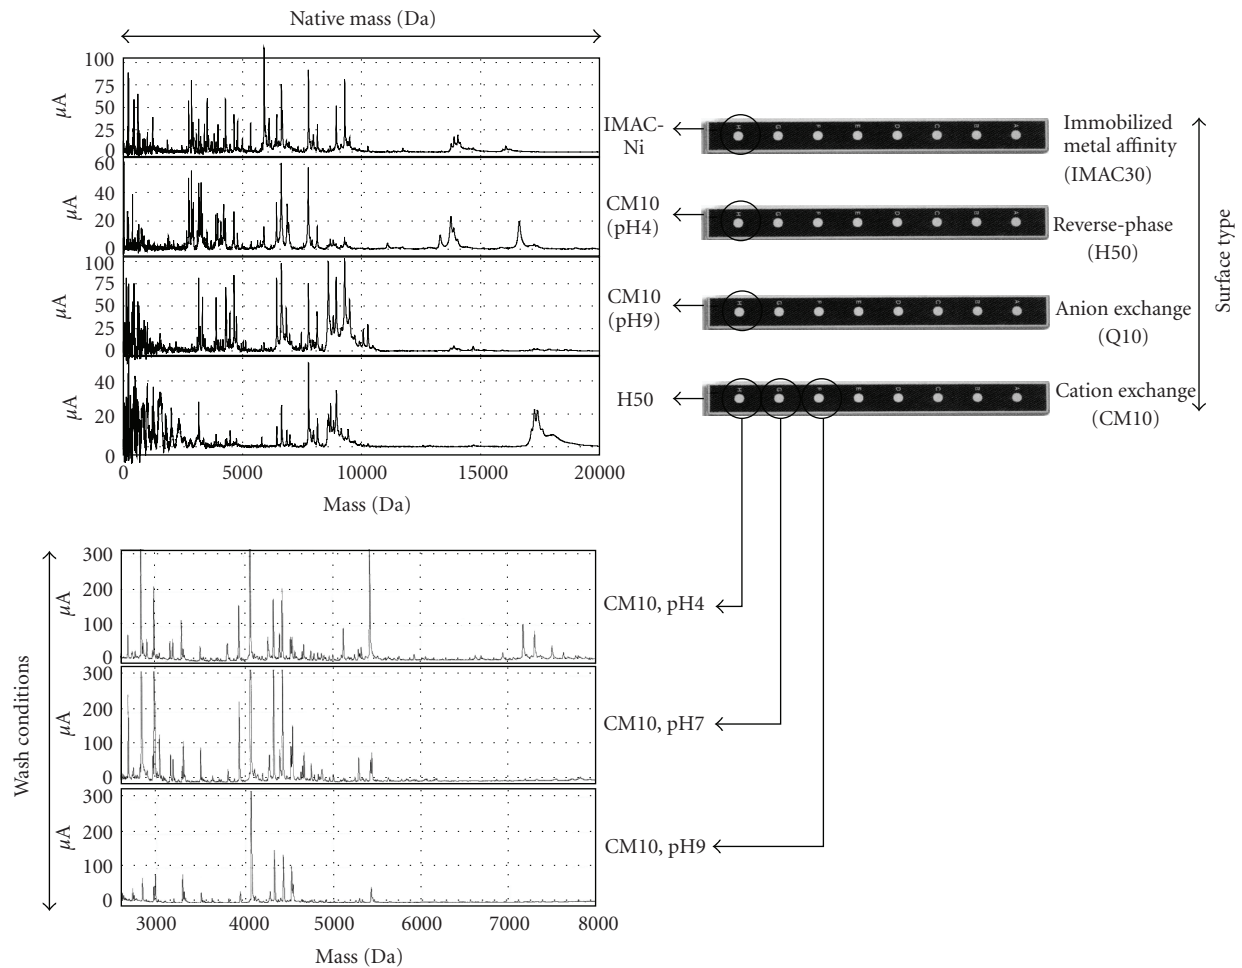 Native mass (Da)
100
75
50
25
0
µA
IMAC-
Ni
H G F E D C B A
Immobilized
metal affinity
(IMAC30)
60
40
20
0
µA
CM10
(pH4)
H G F E D C B A
Reverse-phase
(H50)
100
75
50
25
0
µA
CM10
(pH9)
H G F E D C B A
Anion exchange
(Q10)
40
20
0
µA
H50
H G F E D C B A
Cation exchange
(CM10)
Surface type
0 5000 10000 15000 20000
Mass (Da)
Wash conditions
300
200
100
0
µA
CM10, pH4
300
200
100
0
µA
CM10, pH7
300
200
100
0
µA
CM10, pH9
3000 4000 5000 6000 7000 8000
Mass (Da)